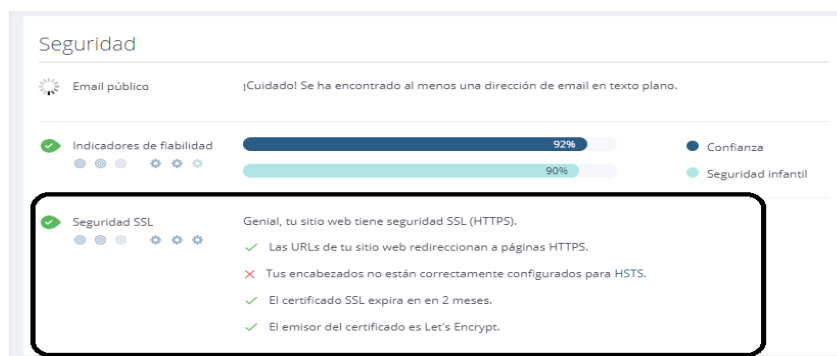 Seguridad
Email público
¡Cuidado! Se ha encontrado al menos una dirección de email en texto plano.
Indicadores de fiabilidad
92%
Confianza
90%
Seguridad infantil
Seguridad SSL
Genial, tu sitio web tiene seguridad SSL (HTTPS).
Las URLs de tu sitio web redireccionan a páginas HTTPS.
Tus encabezados no están correctamente configurados para HSTS.
El certificado SSL expira en en 2 meses.
El emisor del certificado es Let's Encrypt.